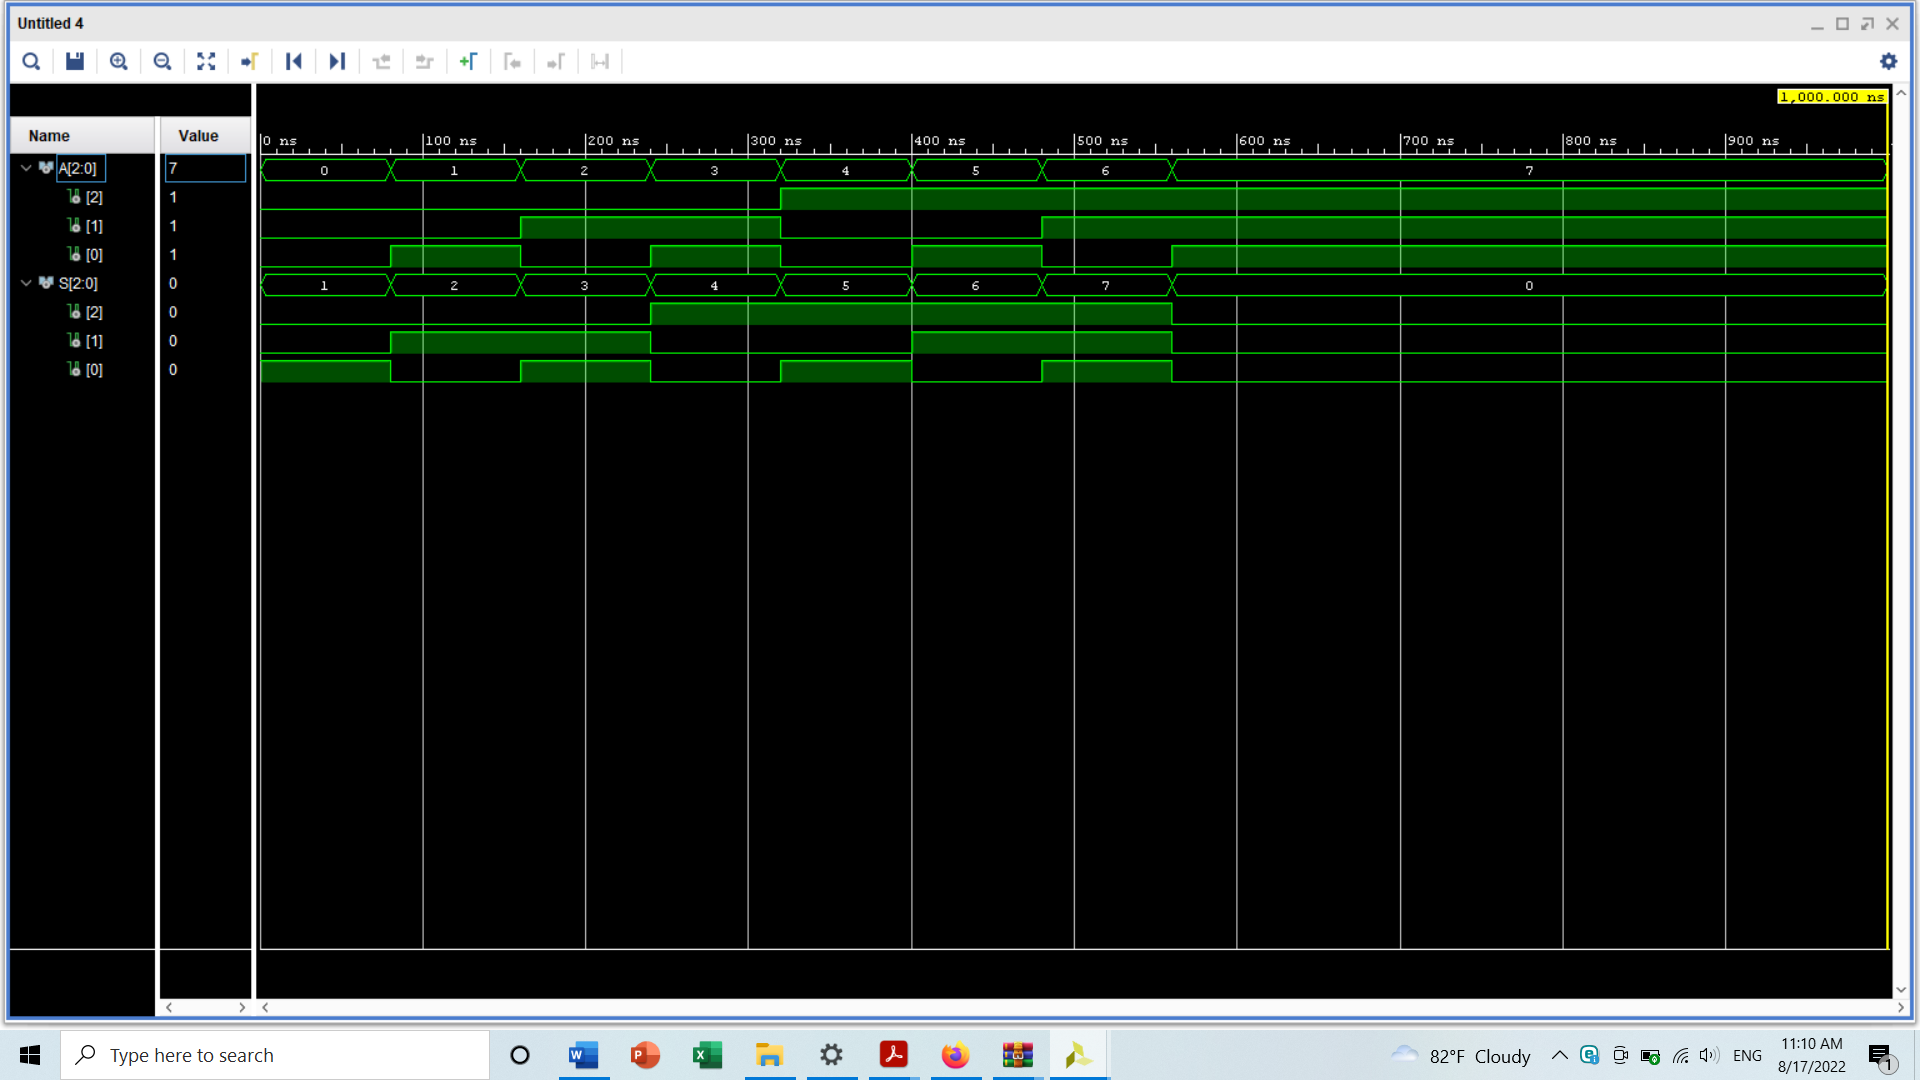 Untitled 4
1,000.000 ns
Name Value
0 ns 100 ns 200 ns 300 ns 400 ns 500 ns 600 ns 700 ns 800 ns 900 ns
A[2:0] 7 0 1 2 3 4 5 6 7
[2] 1
[1] 1
[0] 1
S[2:0] 0 1 2 3 4 5 6 7 0
[2] 0
[1] 0
[0] 0
Type here to search
82°F Cloudy
ENG
11:10 AM
8/17/2022
1